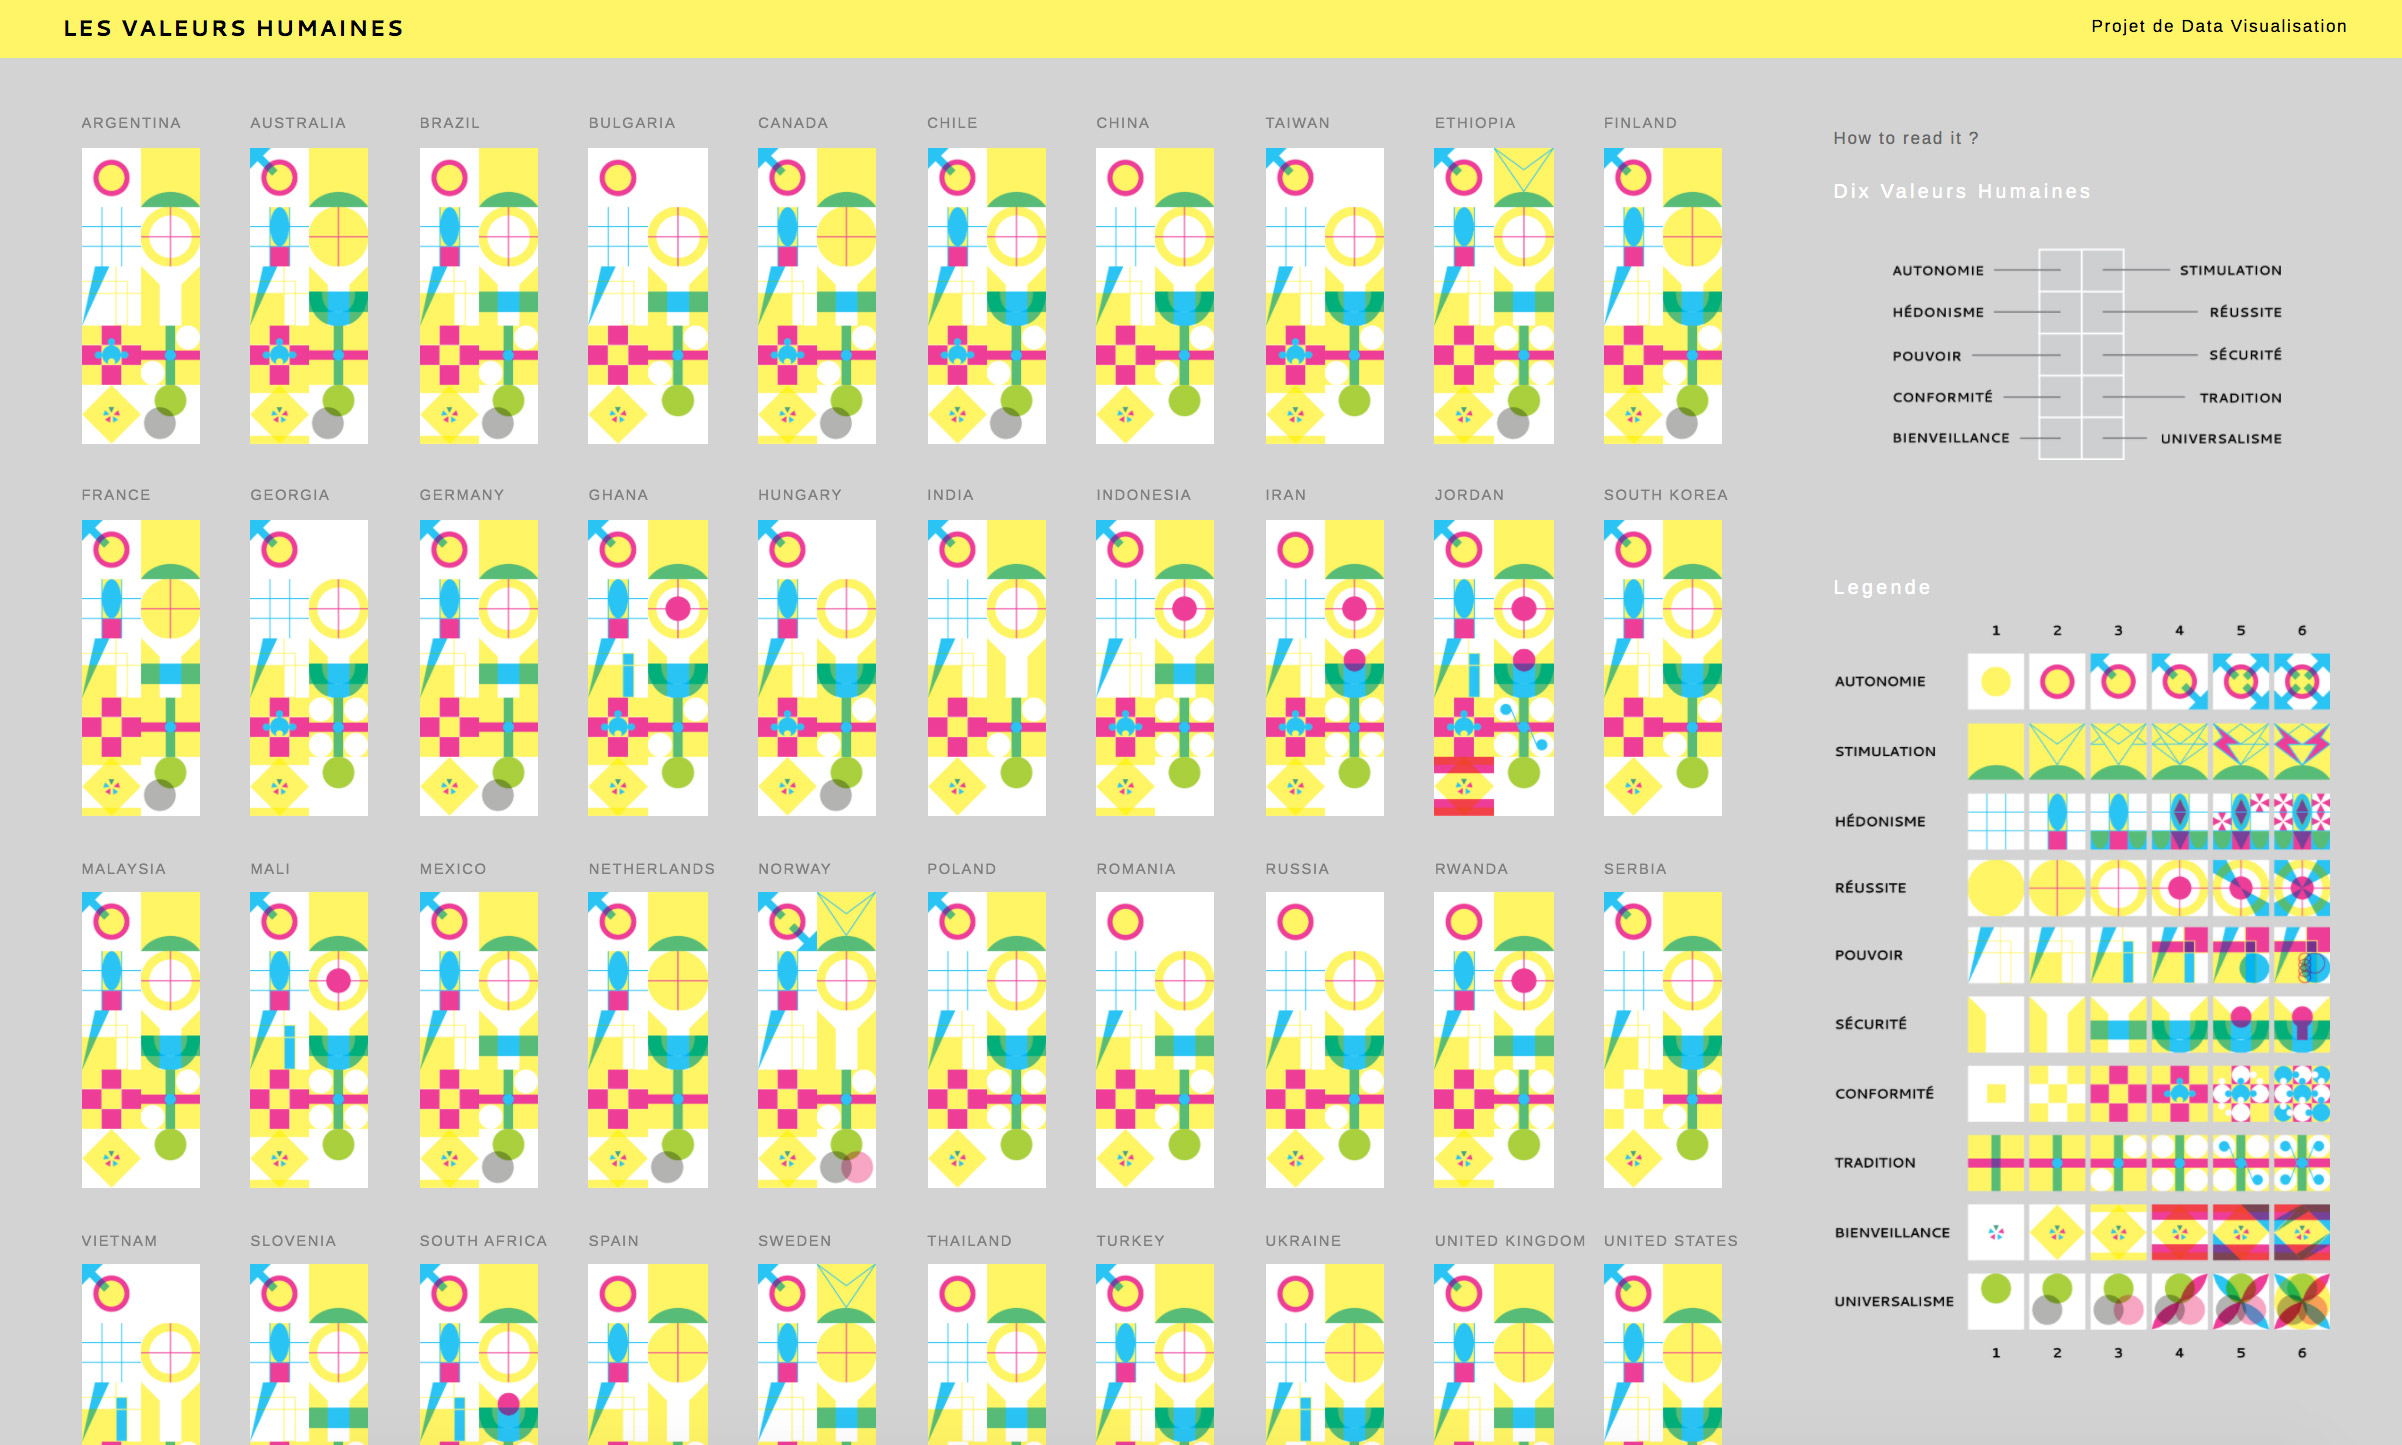 LES VALEURS HUMAINES
Projet de Data Visualisation
ARGENTINA AUSTRALIA BRAZIL BULGARIA CANADA CHILE CHINA TAIWAN ETHIOPIA FINLAND
FRANCE GEORGIA GERMANY GHANA HUNGARY INDIA INDONESIA IRAN JORDAN SOUTH KOREA
MALAYSIA MALI MEXICO NETHERLANDS NORWAY POLAND ROMANIA RUSSIA RWANDA SERBIA
VIETNAM SLOVENIA SOUTH AFRICA SPAIN SWEDEN THAILAND TURKEY UKRAINE UNITED KINGDOM UNITED STATES
How to read it ?
Dix Valeurs Humaines
AUTONOMIE STIMULATION
HÉDONISME RÉUSSITE
POUVOIR SÉCURITÉ
CONFORMITÉ TRADITION
BIENVEILLANCE UNIVERSALISME
Legende
1 2 3 4 5 6
AUTONOMIE
STIMULATION
HÉDONISME
RÉUSSITE
POUVOIR
SÉCURITÉ
CONFORMITÉ
TRADITION
BIENVEILLANCE
UNIVERSALISME
1 2 3 4 5 6